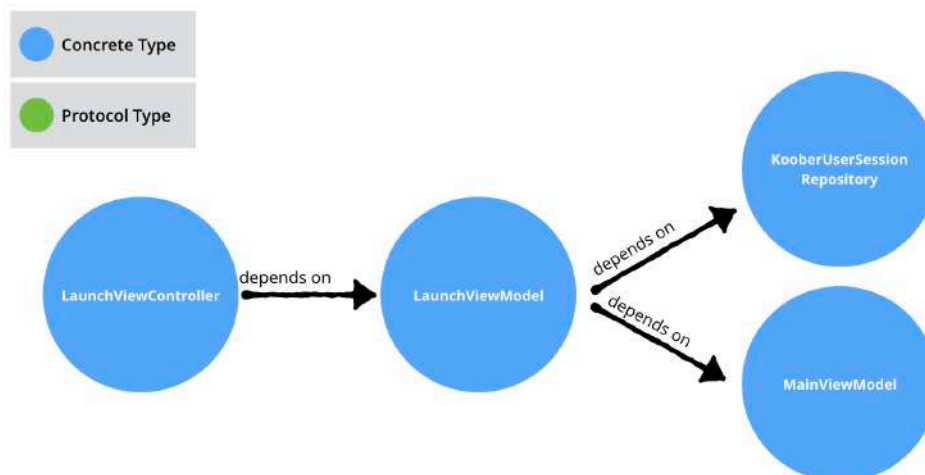 Concrete Type
Protocol Type
KooberUserSession
Repository
depends on
depends on
LaunchViewController
LaunchViewModel
depends on
MainViewModel